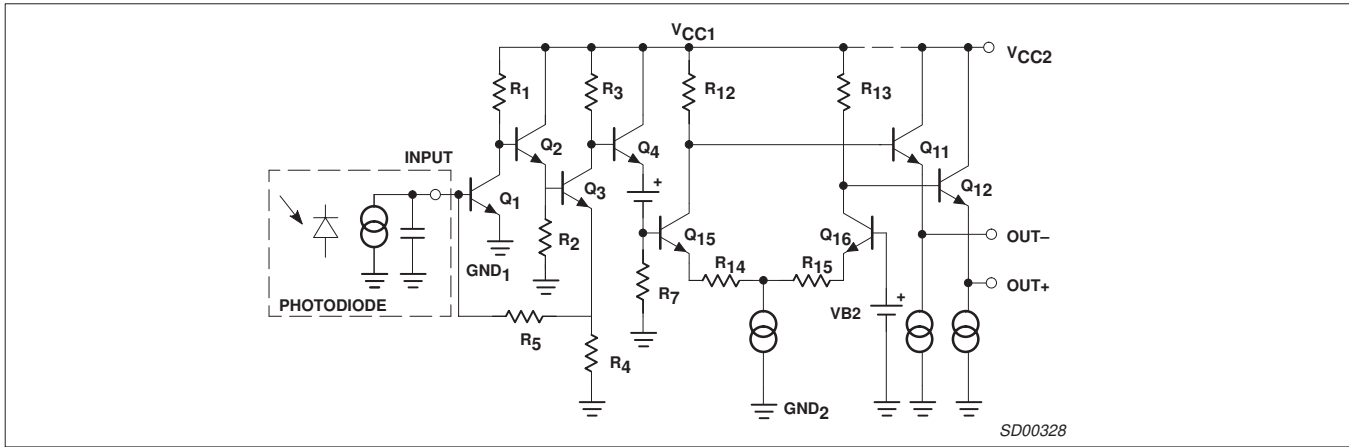 VCC1
VCC2
R1
R3
R12
R13
Q2
Q4
Q11
INPUT
Q1
Q3
Q12
+
Q15
Q16
OUT–
R2
GND1
R14
R15
+
OUT+
R7
VB2
PHOTODIODE
R5
R4
GND2
SD00328